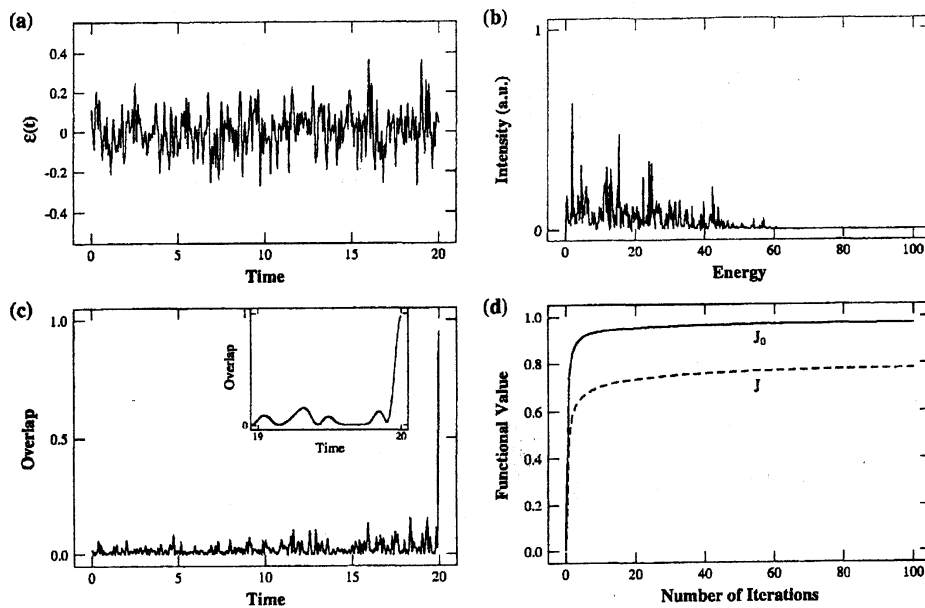 (a)
0.4
0.2
0
-0.2
-0.4
ε(t)
0 5 10 15 20
Time
(b)
1
0
Intensity (a.u.)
0 20 40 60 80 100
Energy
(c)
1.0
0.5
0.0
Overlap
0 5 10 15 20
Time
1
0
Overlap
19 20
Time
(d)
1.0
0.8
0.6
0.4
0.2
0.0
Functional Value
J₀
J
0 20 40 60 80 100
Number of Iterations